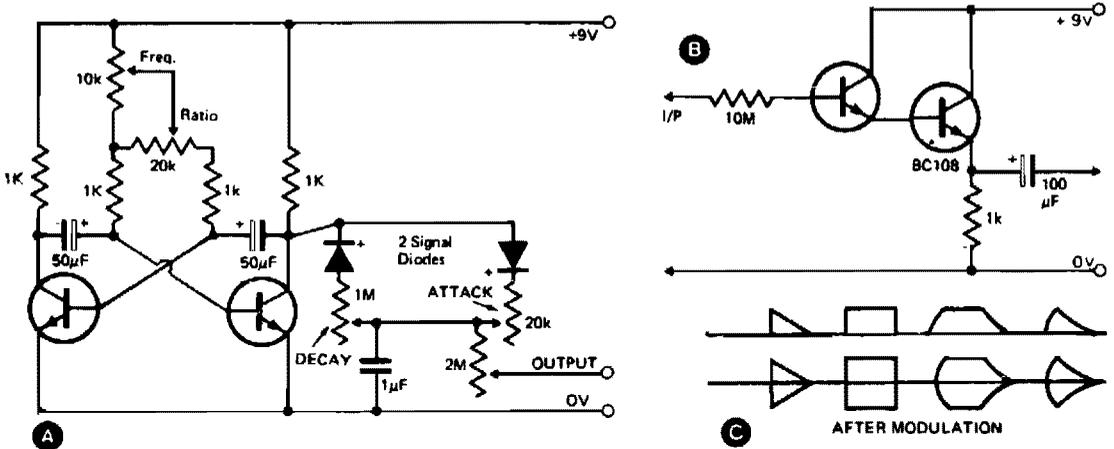 +9V
Freq.
10k
Ratio
20k
1K
1K
1k
1K
- +
+
50µF
50µF
+
2 Signal
Diodes
+
1M
ATTACK
20k
DECAY
1µF
2M
OUTPUT
0V
A
B
+ 9V
I/P
10M
BC108
+
100
µF
1k
0V
C
AFTER MODULATION